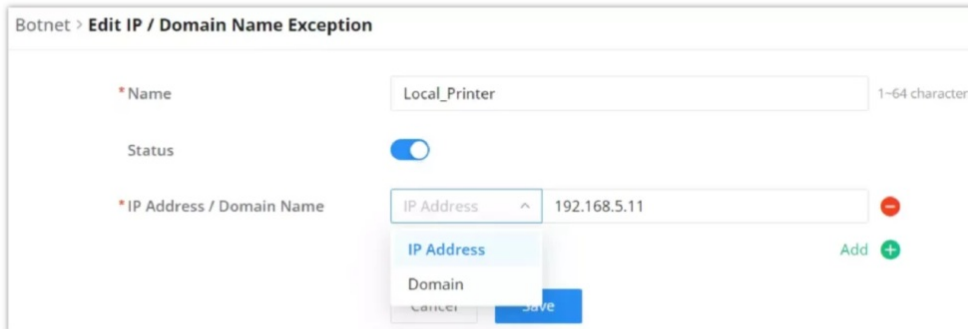 Botnet > Edit IP / Domain Name Exception
*Name Local_Printer 1~64 character
Status
*IP Address / Domain Name IP Address 192.168.5.11
IP Address
Add
Domain
Cancel Save